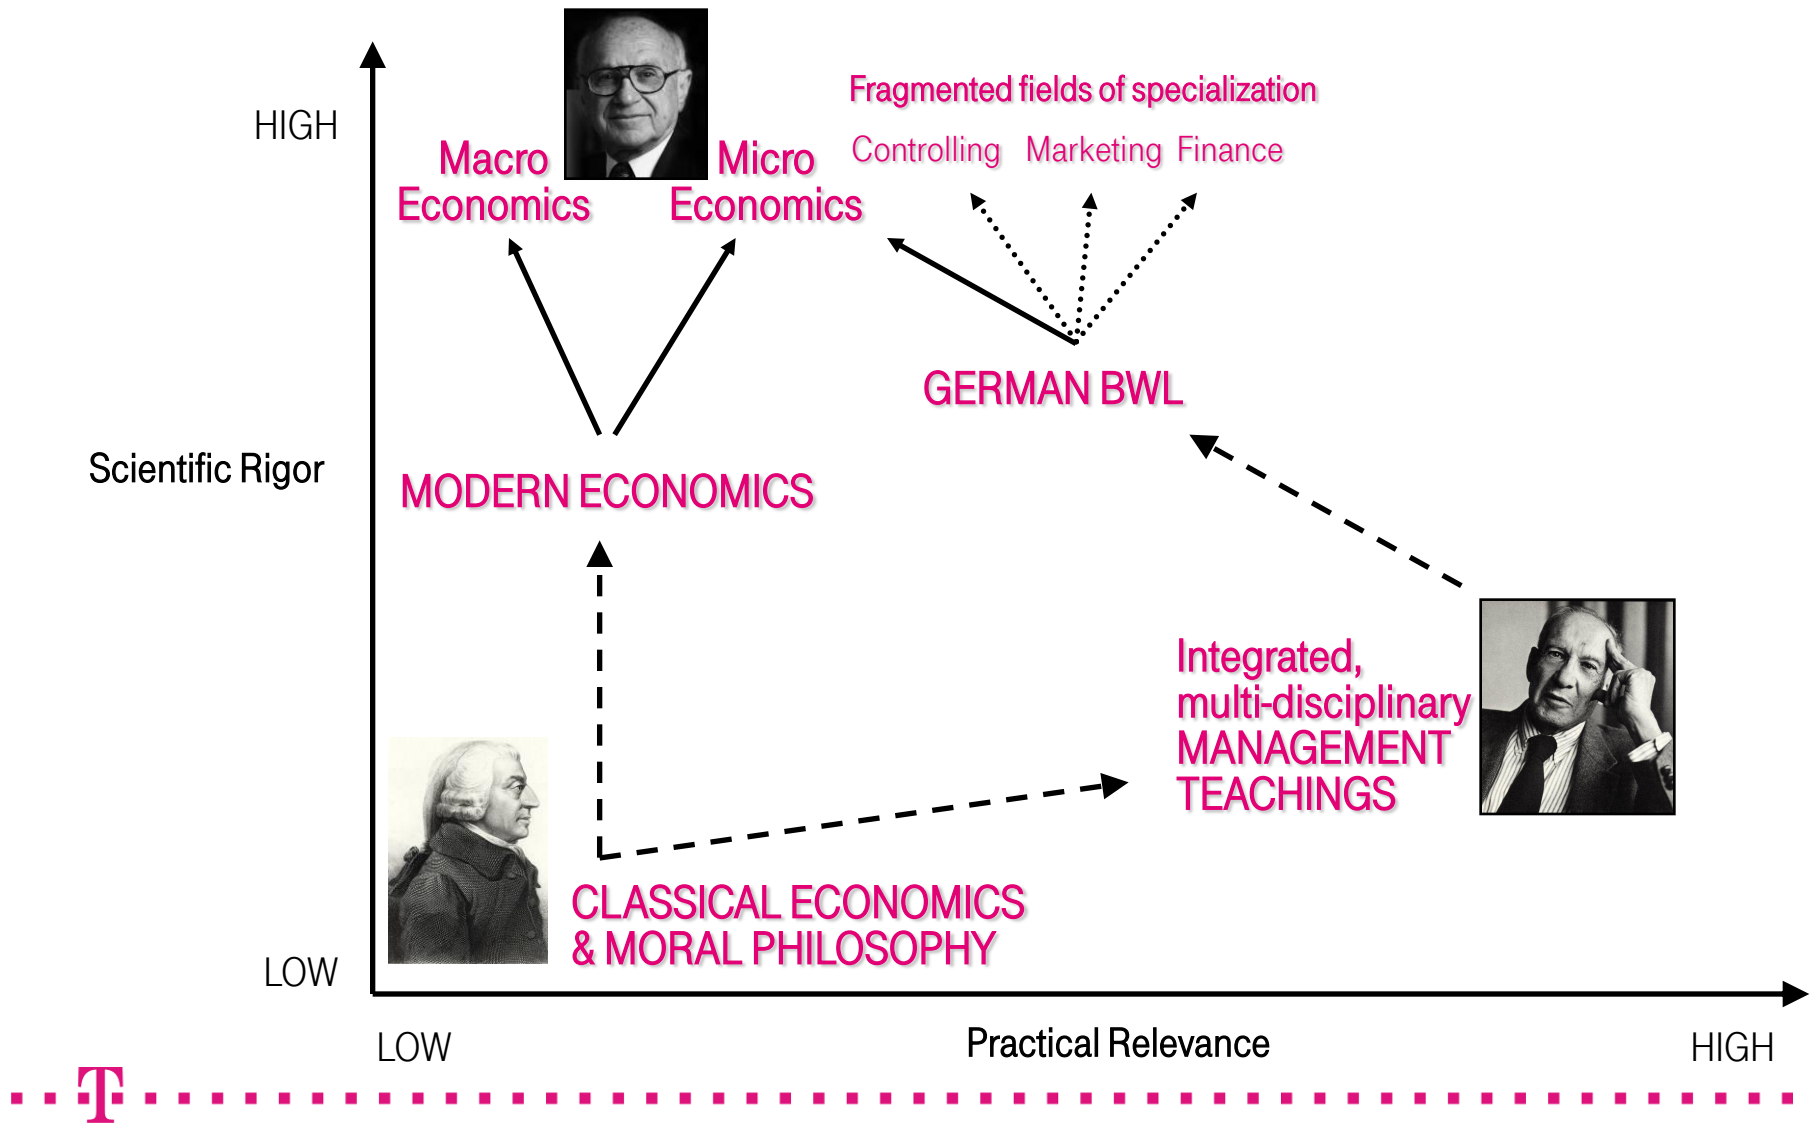 Fragmented fields of specialization
HIGH
Controlling Marketing Finance
Macro
Economics
Micro
Economics
GERMAN BWL
Scientific Rigor
MODERN ECONOMICS
Integrated,
multi-disciplinary
MANAGEMENT
TEACHINGS
CLASSICAL ECONOMICS
& MORAL PHILOSOPHY
LOW
LOW
Practical Relevance
HIGH
T